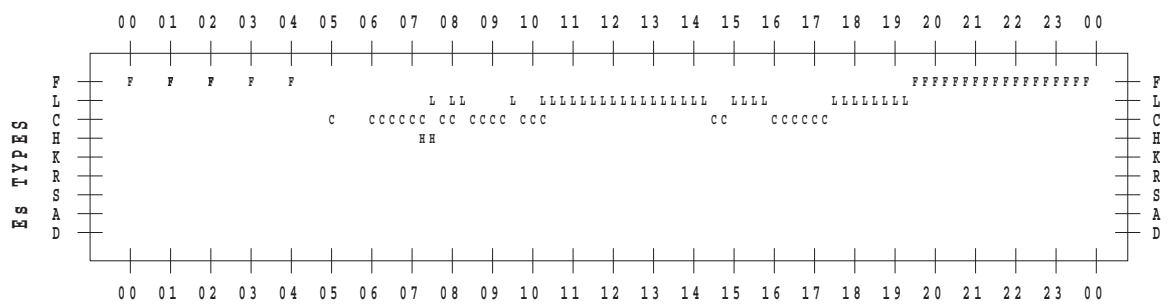 00 01 02 03 04 05 06 07 08 09 10 11 12 13 14 15 16 17 18 19 20 21 22 23 00
Es TYPES
F F F F F F FFFFFFFFFFFFFFFFFF F
L L LL L LLLLLLLLLLLLLLLLL LLLL LLLLLLLL L
C C CCCCCC CC CCCC CCC CC CCCCCC C
H HH H
K K
R R
S S
A A
D D
00 01 02 03 04 05 06 07 08 09 10 11 12 13 14 15 16 17 18 19 20 21 22 23 00